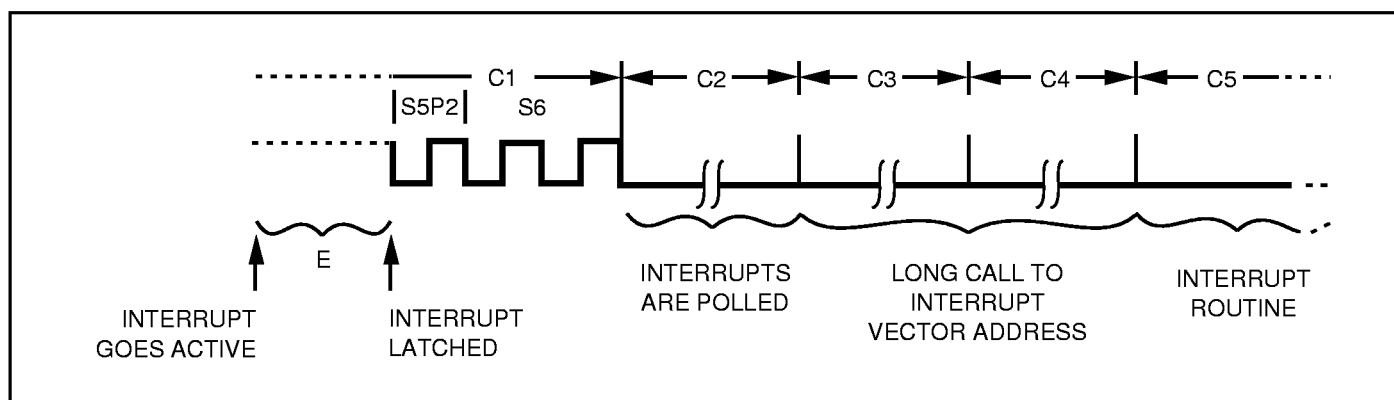 C1 C2 C3 C4 C5
S5P2 S6
E
INTERRUPT
GOES ACTIVE
INTERRUPT
LATCHED
INTERRUPTS
ARE POLLED
LONG CALL TO
INTERRUPT
VECTOR ADDRESS
INTERRUPT
ROUTINE